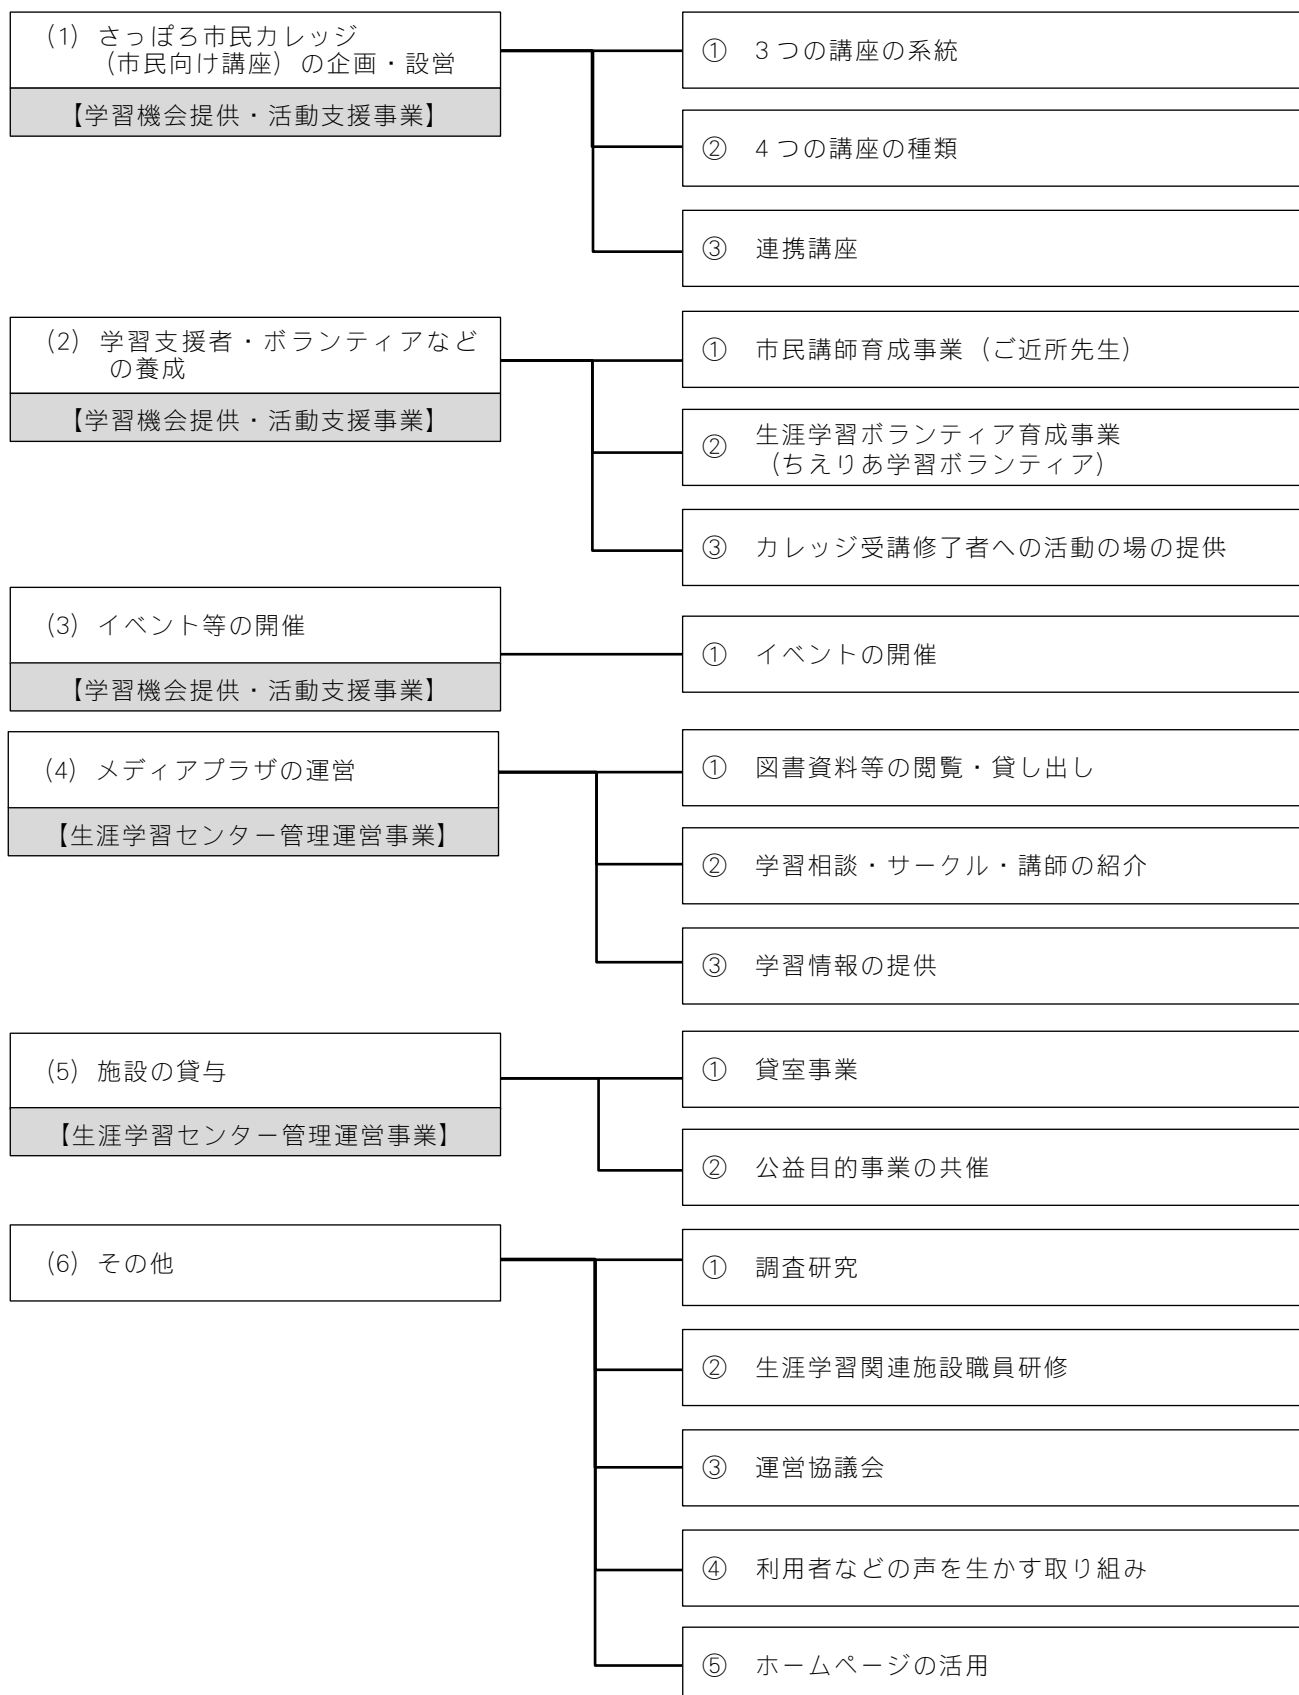 (1) さっぽろ市民カレッジ
(市民向け講座) の企画・設営
【学習機会提供・活動支援事業】
① 3つの講座の系統
② 4つの講座の種類
③ 連携講座
(2) 学習支援者・ボランティアなど
の養成
【学習機会提供・活動支援事業】
① 市民講師育成事業 (ご近所先生)
② 生涯学習ボランティア育成事業
(ちえりあ学習ボランティア)
③ カレッジ受講修了者への活動の場の提供
(3) イベント等の開催
【学習機会提供・活動支援事業】
① イベントの開催
(4) メディアプラザの運営
【生涯学習センター管理運営事業】
① 図書資料等の閲覧・貸し出し
② 学習相談・サークル・講師の紹介
③ 学習情報の提供
(5) 施設の貸与
【生涯学習センター管理運営事業】
① 貸室事業
② 公益目的事業の共催
(6) その他
① 調査研究
② 生涯学習関連施設職員研修
③ 運営協議会
④ 利用者などの声を生かす取り組み
⑤ ホームページの活用